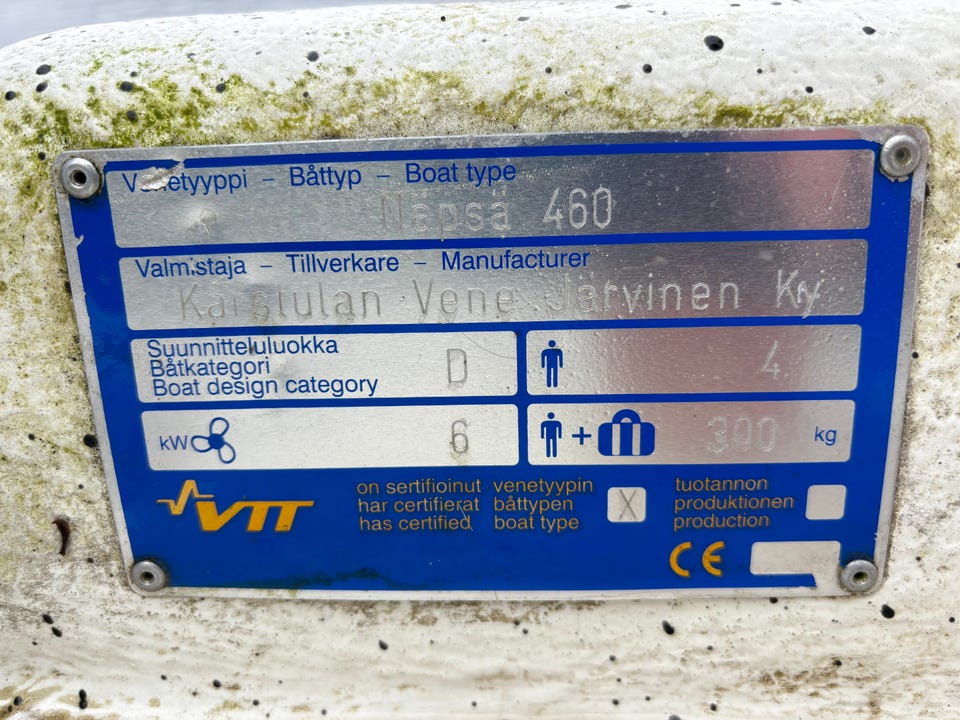 Venetyyppi – Båttyp – Boat type
Näpsä 460
Valmistaja – Tillverkare – Manufacturer
Karstulan Vene Järvinen Ky
Suunnitteluluokka
Båtkategori
Boat design category
D
4
kW
6
+
300 kg
VTT
on sertifioinut venetyypin
har certifierat båttypen
has certified boat type
X
tuotannon
produktionen
production
CE